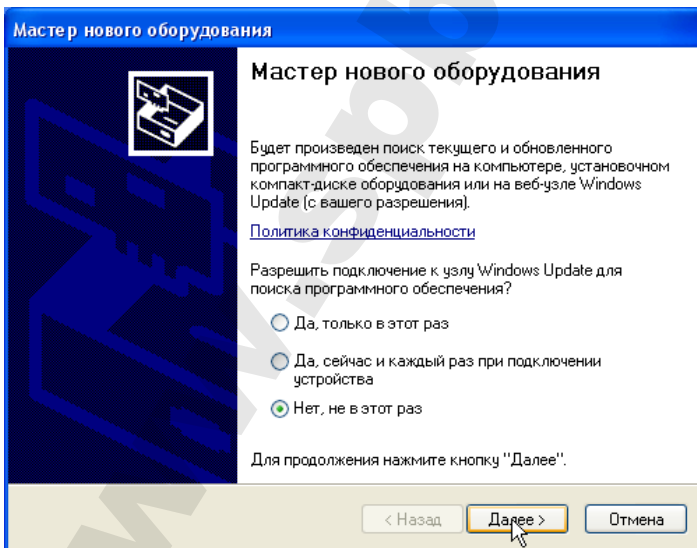 Мастер нового оборудования
Мастер нового оборудования
Будет произведен поиск текущего и обновленного
программного обеспечения на компьютере, установочном
компакт-диске оборудования или на веб-узле Windows
Update (с вашего разрешения).
Политика конфиденциальности
Разрешить подключение к узлу Windows Update для
поиска программного обеспечения?
Да, только в этот раз
Да, сейчас и каждый раз при подключении
устройства
Нет, не в этот раз
Для продолжения нажмите кнопку "Далее".
< Назад Далее > Отмена